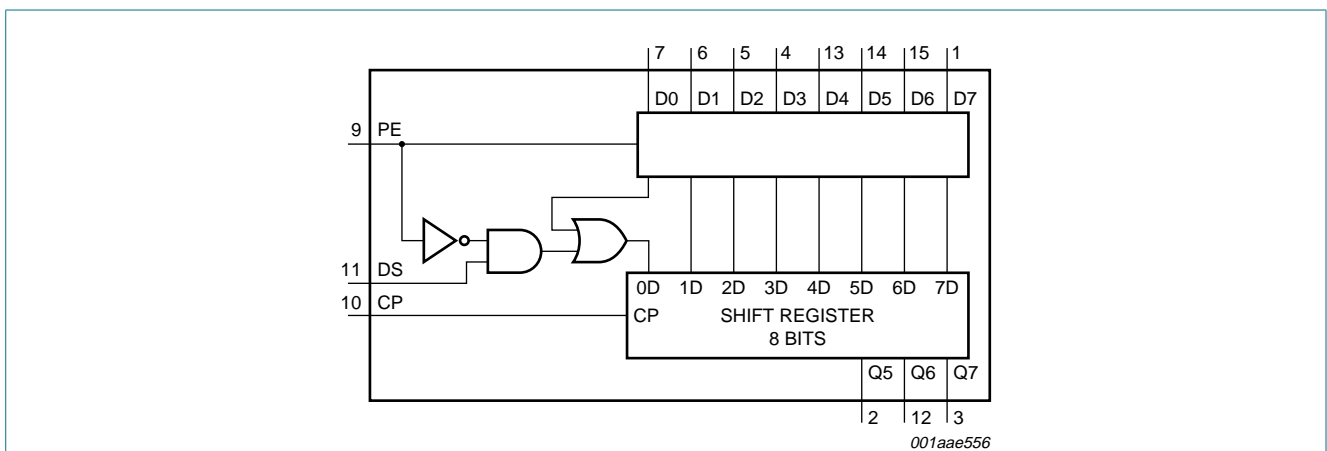 7 6 5 4 13 14 15 1
D0 D1 D2 D3 D4 D5 D6 D7
9 PE
11 DS
10 CP
0D 1D 2D 3D 4D 5D 6D 7D
CP SHIFT REGISTER
8 BITS
Q5 Q6 Q7
2 12 3
001aae556